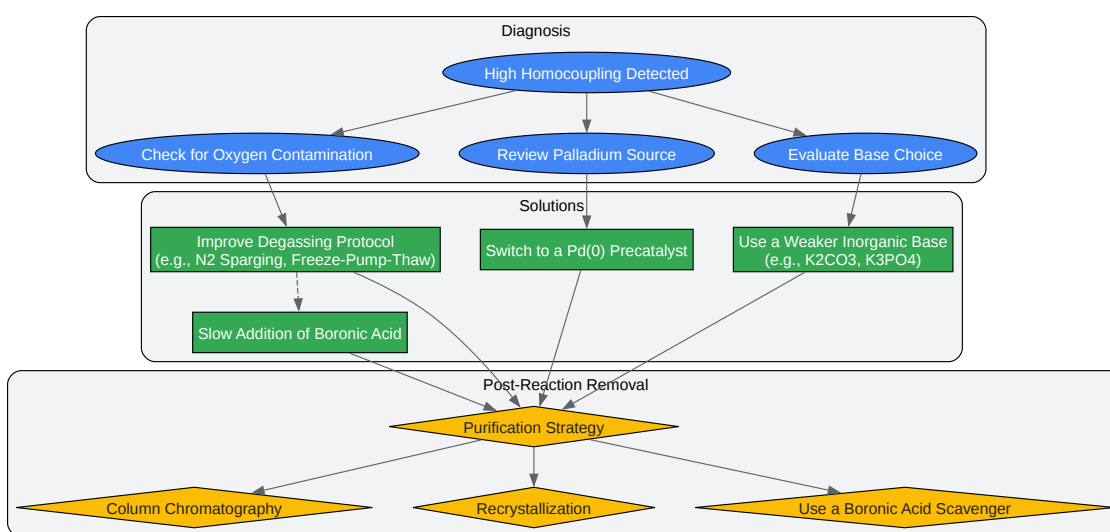 Diagnosis
High Homocoupling Detected
Check for Oxygen Contamination
Review Palladium Source
Evaluate Base Choice
Solutions
Improve Degassing Protocol
(e.g., N2 Sparging, Freeze-Pump-Thaw)
Switch to a Pd(0) Precatalyst
Use a Weaker Inorganic Base
(e.g., K2CO3, K3PO4)
Slow Addition of Boronic Acid
Post-Reaction Removal
Purification Strategy
Column Chromatography
Recrystallization
Use a Boronic Acid Scavenger